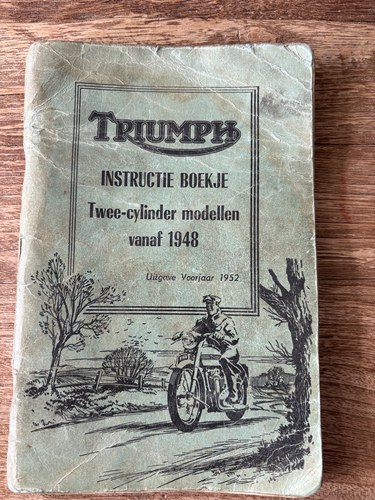 TRIUMPH
INSTRUCTIE BOEKJE
Twee-cylinder modellen
vanaf 1948
Uitgave Voorjaar 1952